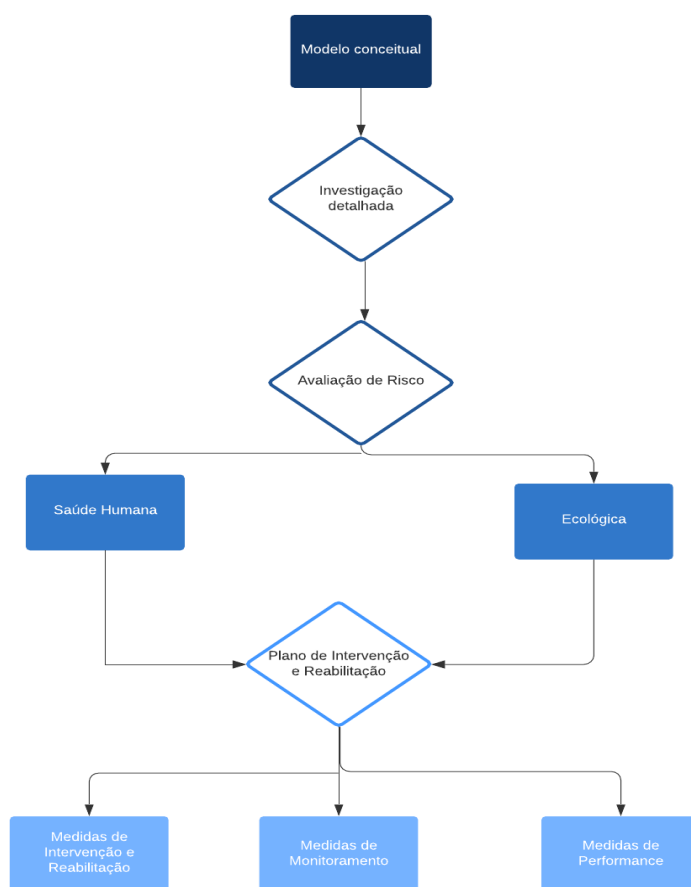 Modelo conceitual
Investigação
detalhada
Avaliação de Risco
Saúde Humana
Ecológica
Plano de Intervenção
e Reabilitação
Medidas de
Intervenção e
Reabilitação
Medidas de
Monitoramento
Medidas de
Performance